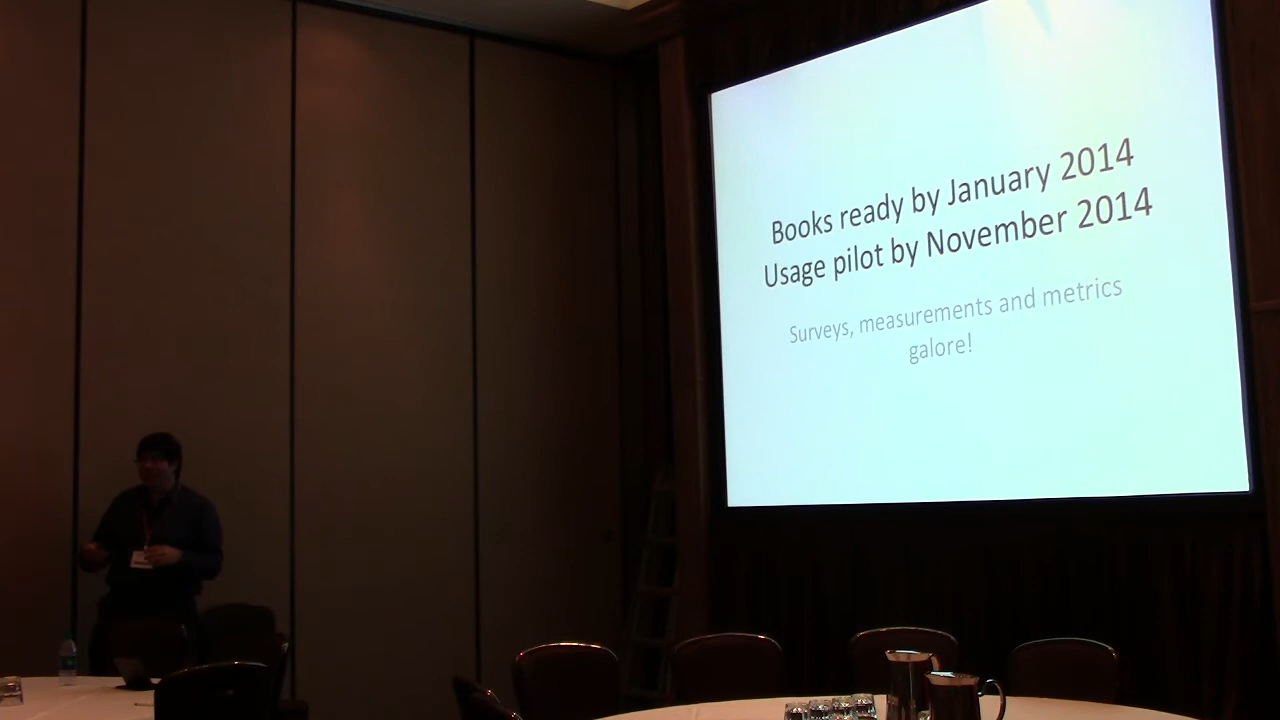 Books ready by January 2014
Usage pilot by November 2014
Surveys, measurements and metrics
galore!